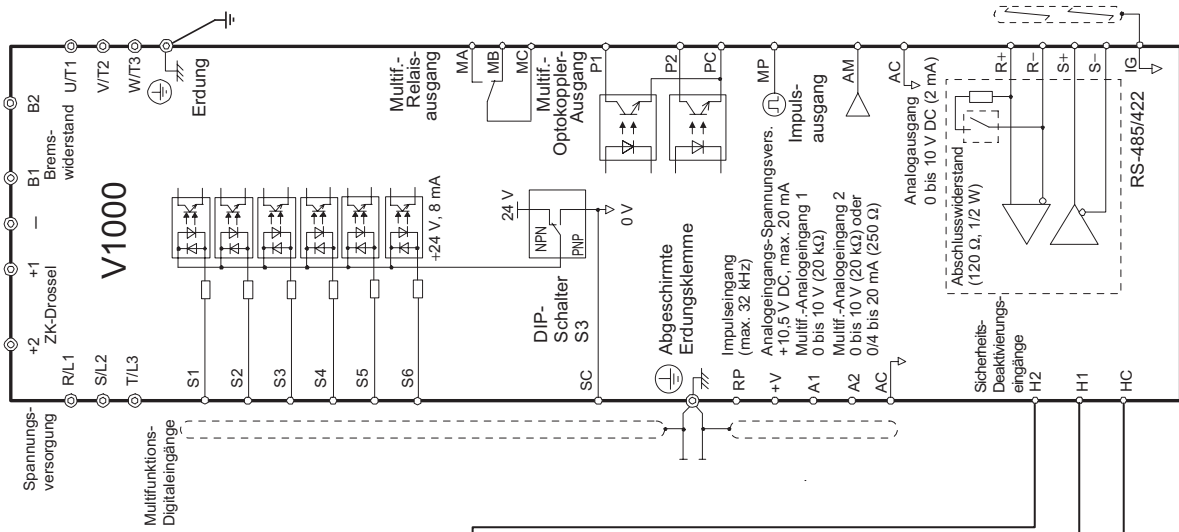 B2
B1
Brems-
widerstand
−
+1
+2
ZK-Drossel
V1000
U/T1
V/T2
W/T3
Erdung
R/L1
S/L2
T/L3
Spannungs-
versorgung
Multifunktions-
Digitaleingänge
S1
S2
S3
S4
S5
S6
+24 V, 8 mA
24 V
NPN
PNP
0 V
DIP-
Schalter
S3
SC
MA
MB
MC
Multif.-
Relais-
ausgang
P1
P2
PC
Multif.-
Optokoppler-
Ausgang
MP
Impuls-
ausgang
AM
AC
Analogausgang
0 bis 10 V DC (2 mA)
Abgeschirmte
Erdungsklemme
RP
Impulseingang
(max. 32 kHz)
+V
Analogeingangs-Spannungsvers.
+10,5 V DC, max. 20 mA
A1
Multif.-Analogeingang 1
0 bis 10 V (20 kΩ)
A2
Multif.-Analogeingang 2
0 bis 10 V (20 kΩ) oder
0/4 bis 20 mA (250 Ω)
AC
R+
R−
S+
S−
IG
Abschlusswiderstand
(120 Ω, 1/2 W)
RS-485/422
Sicherheits-
Deaktivierungs-
eingänge
H2
H1
HC